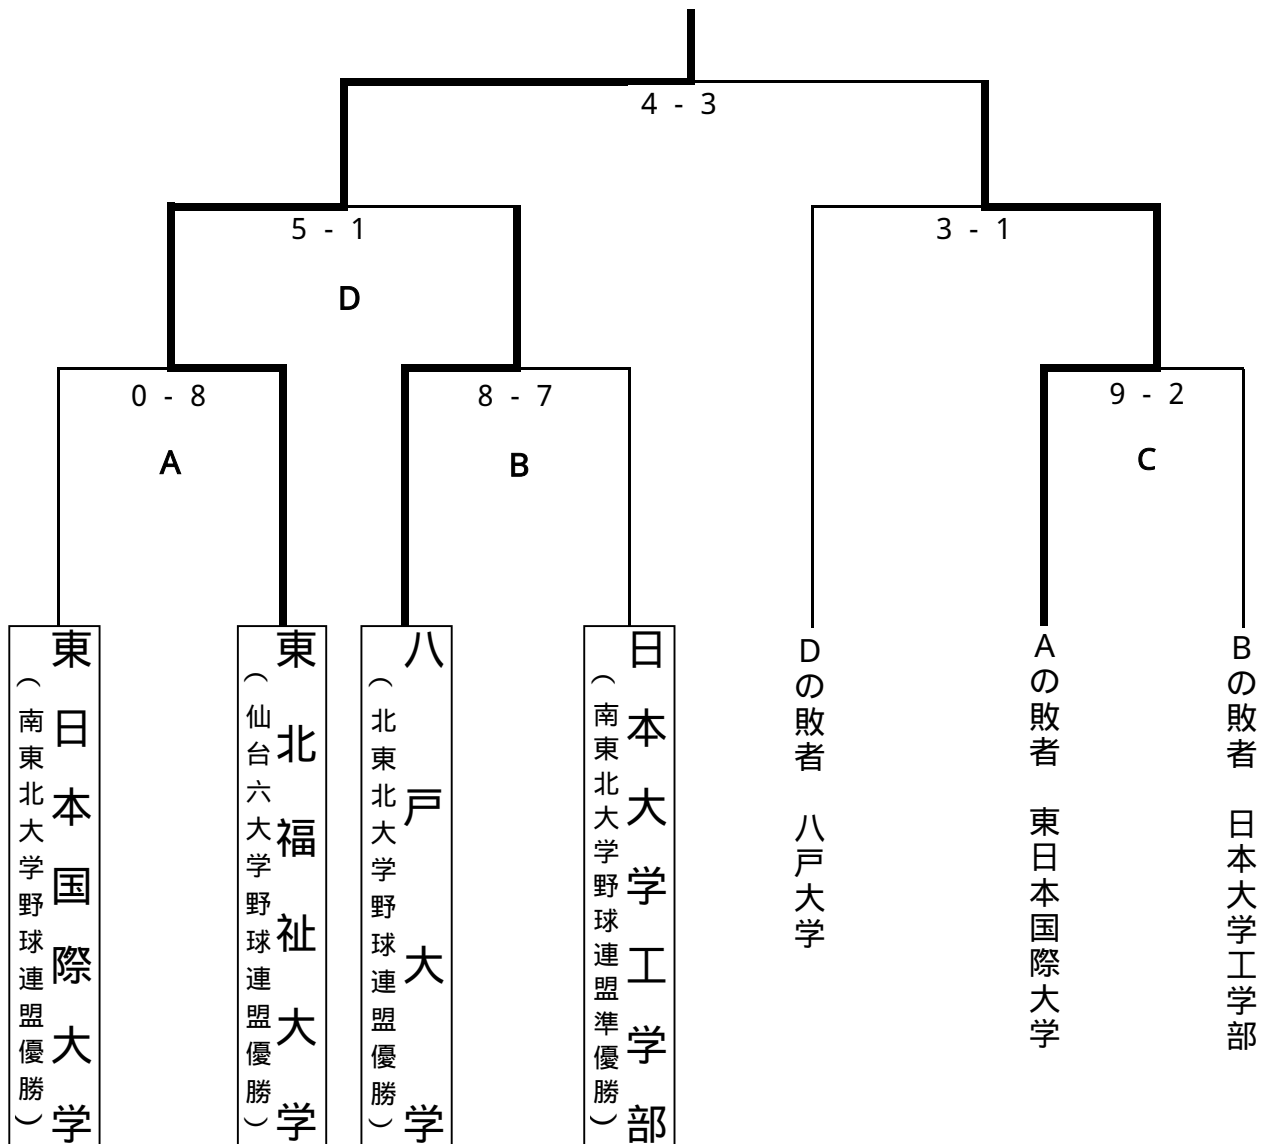 4 - 3
5 - 1
3 - 1
D
0 - 8
8 - 7
9 - 2
A
B
C
東日本国際大学
（南東北大学野球連盟優勝）
東北福祉大学
（仙台六大学野球連盟優勝）
八戸大学
（北東北大学野球連盟優勝）
日本大学工学部
（南東北大学野球連盟準優勝）
Dの敗者　八戸大学
Aの敗者　東日本国際大学
Bの敗者　日本大学工学部